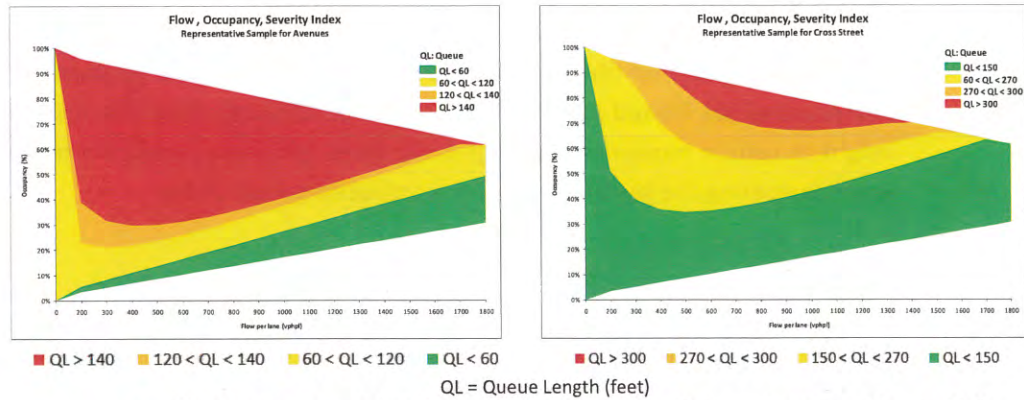 Flow , Occupancy, Severity Index
Representative Sample for Avenues
QL: Queue
QL < 60
60 < QL < 120
120 < QL < 140
QL > 140
100%
90%
80%
70%
60%
50%
40%
30%
20%
10%
0%
Occupancy (%)
0 200 300 400 500 600 700 800 900 1000 1100 1200 1300 1400 1500 1600 1700 1800
Flow per lane (vphpl)
QL > 140 120 < QL < 140 60 < QL < 120 QL < 60
Flow , Occupancy, Severity Index
Representative Sample for Cross Street
QL: Queue
QL < 150
60 < QL < 270
270 < QL < 300
QL > 300
100%
90%
80%
70%
60%
50%
40%
30%
20%
10%
0%
Occupancy (%)
0 200 300 400 500 600 700 800 900 1000 1100 1200 1300 1400 1500 1600 1700 1800
Flow per lane (vphpl)
QL > 300 270 < QL < 300 150 < QL < 270 QL < 150
QL = Queue Length (feet)